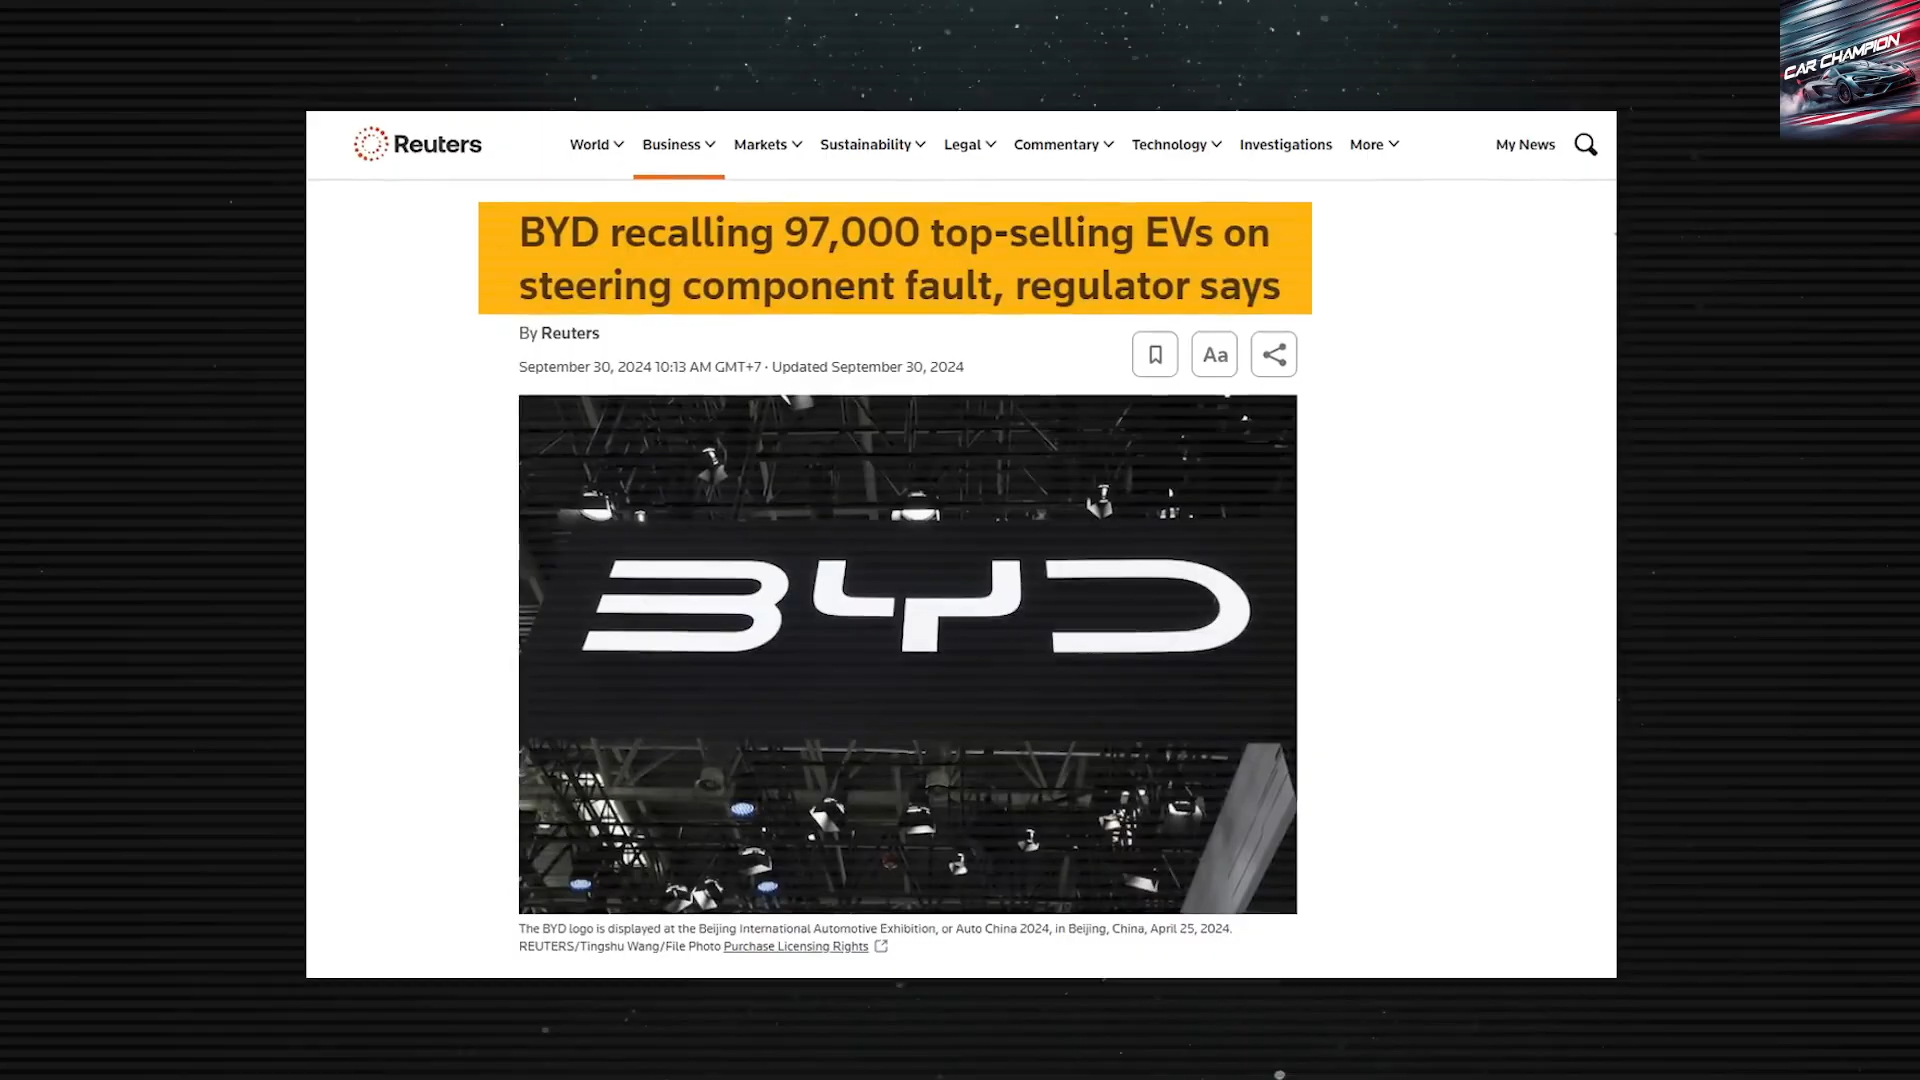 CAR CHAMPION
Reuters
World Business Markets Sustainability Legal Commentary Technology Investigations More My News
BYD recalling 97,000 top-selling EVs on
steering component fault, regulator says
By Reuters
September 30, 2024 10:13 AM GMT+7 · Updated September 30, 2024
Aa
BYD
The BYD logo is displayed at the Beijing International Automotive Exhibition, or Auto China 2024, in Beijing, China, April 25, 2024.
REUTERS/Tingshu Wang/File Photo Purchase Licensing Rights